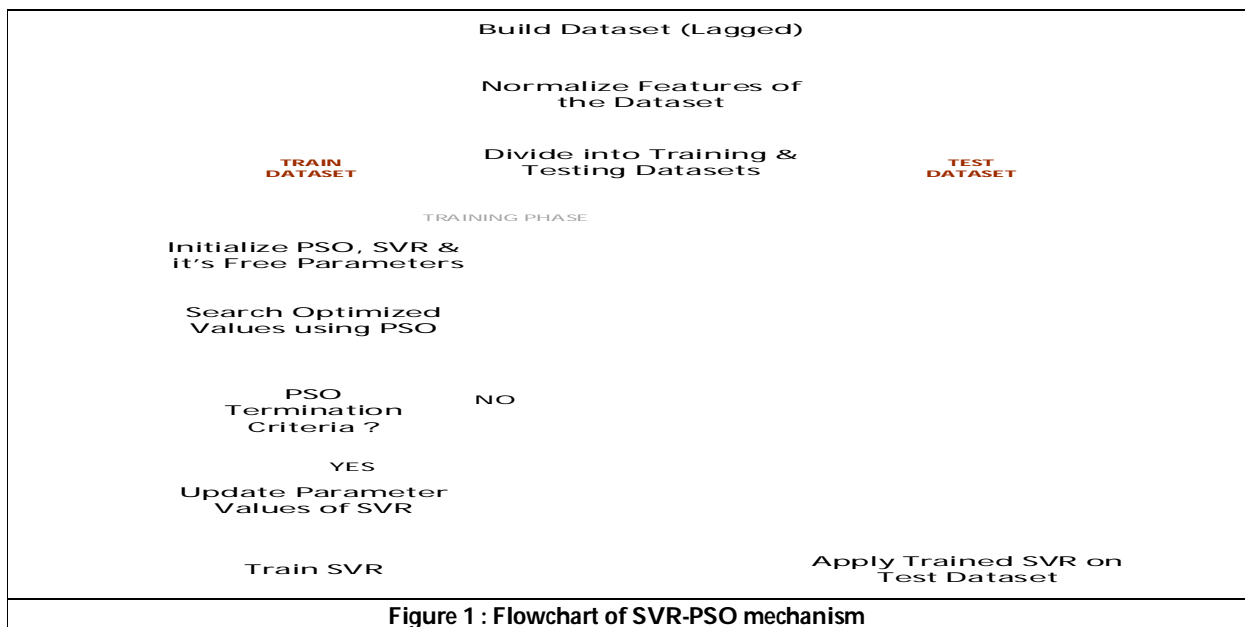 Build Dataset (Lagged)
Normalize Features of
the Dataset
Divide into Training &
Testing Datasets
TRAIN
DATASET
TEST
DATASET
TRAINING PHASE
Initialize PSO, SVR &
it's Free Parameters
Search Optimized
Values using PSO
PSO
Termination
Criteria ?
NO
YES
Update Parameter
Values of SVR
Train SVR
Apply Trained SVR on
Test Dataset
Figure 1 : Flowchart of SVR-PSO mechanism